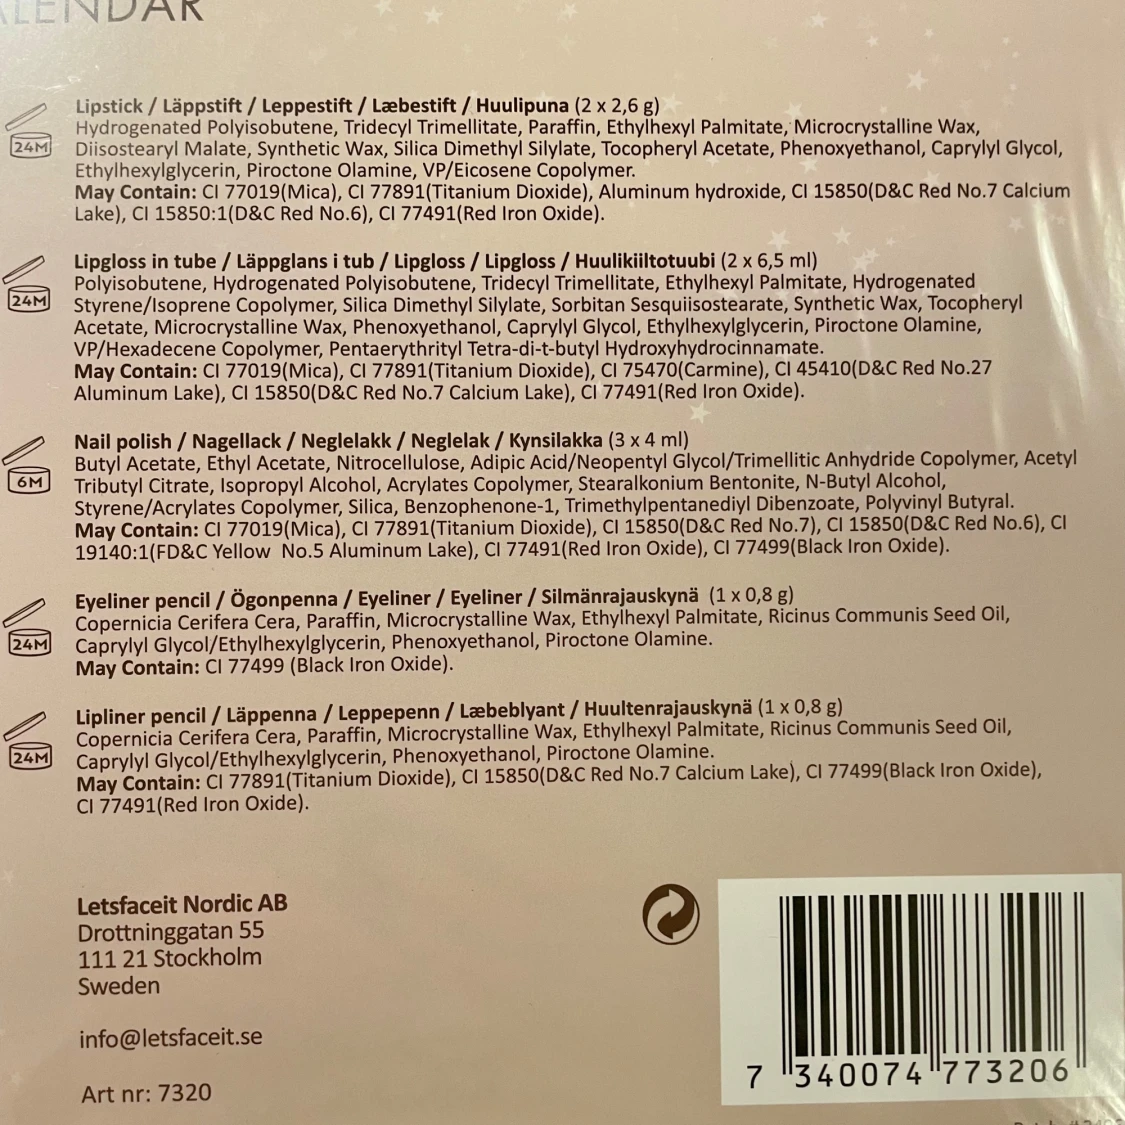 CALENDAR
Lipstick / Läppstift / Leppestift / Læbestift / Huulipuna (2 x 2,6 g)
24M
Hydrogenated Polyisobutene, Tridecyl Trimellitate, Paraffin, Ethylhexyl Palmitate, Microcrystalline Wax,
Diisostearyl Malate, Synthetic Wax, Silica Dimethyl Silylate, Tocopheryl Acetate, Phenoxyethanol, Caprylyl Glycol,
Ethylhexylglycerin, Piroctone Olamine, VP/Eicosene Copolymer.
May Contain: CI 77019(Mica), CI 77891(Titanium Dioxide), Aluminum hydroxide, CI 15850(D&C Red No.7 Calcium
Lake), CI 15850:1(D&C Red No.6), CI 77491(Red Iron Oxide).
Lipgloss in tube / Läppglans i tub / Lipgloss / Lipgloss / Huulikiiltotuubi (2 x 6,5 ml)
24M
Polyisobutene, Hydrogenated Polyisobutene, Tridecyl Trimellitate, Ethylhexyl Palmitate, Hydrogenated
Styrene/Isoprene Copolymer, Silica Dimethyl Silylate, Sorbitan Sesquiisostearate, Synthetic Wax, Tocopheryl
Acetate, Microcrystalline Wax, Phenoxyethanol, Caprylyl Glycol, Ethylhexylglycerin, Piroctone Olamine,
VP/Hexadecene Copolymer, Pentaerythrityl Tetra-di-t-butyl Hydroxyhydrocinnamate.
May Contain: CI 77019(Mica), CI 77891(Titanium Dioxide), CI 75470(Carmine), CI 45410(D&C Red No.27
Aluminum Lake), CI 15850(D&C Red No.7 Calcium Lake), CI 77491(Red Iron Oxide).
Nail polish / Nagellack / Neglelakk / Neglelak / Kynsilakka (3 x 4 ml)
6M
Butyl Acetate, Ethyl Acetate, Nitrocellulose, Adipic Acid/Neopentyl Glycol/Trimellitic Anhydride Copolymer, Acetyl
Tributyl Citrate, Isopropyl Alcohol, Acrylates Copolymer, Stearalkonium Bentonite, N-Butyl Alcohol,
Styrene/Acrylates Copolymer, Silica, Benzophenone-1, Trimethylpentanediyl Dibenzoate, Polyvinyl Butyral.
May Contain: CI 77019(Mica), CI 77891(Titanium Dioxide), CI 15850(D&C Red No.7), CI 15850(D&C Red No.6), CI
19140:1(FD&C Yellow No.5 Aluminum Lake), CI 77491(Red Iron Oxide), CI 77499(Black Iron Oxide).
Eyeliner pencil / Ögonpenna / Eyeliner / Eyeliner / Silmänrajauskynä (1 x 0,8 g)
24M
Copernicia Cerifera Cera, Paraffin, Microcrystalline Wax, Ethylhexyl Palmitate, Ricinus Communis Seed Oil,
Caprylyl Glycol/Ethylhexylglycerin, Phenoxyethanol, Piroctone Olamine.
May Contain: CI 77499 (Black Iron Oxide).
Lipliner pencil / Läppenna / Leppepenn / Læbeblyant / Huultenrajauskynä (1 x 0,8 g)
24M
Copernicia Cerifera Cera, Paraffin, Microcrystalline Wax, Ethylhexyl Palmitate, Ricinus Communis Seed Oil,
Caprylyl Glycol/Ethylhexylglycerin, Phenoxyethanol, Piroctone Olamine.
May Contain: CI 77891(Titanium Dioxide), CI 15850(D&C Red No.7 Calcium Lake), CI 77499(Black Iron Oxide),
CI 77491(Red Iron Oxide).
Letsfaceit Nordic AB
Drottninggatan 55
111 21 Stockholm
Sweden
info@letsfaceit.se
Art nr: 7320
7 340074 773206